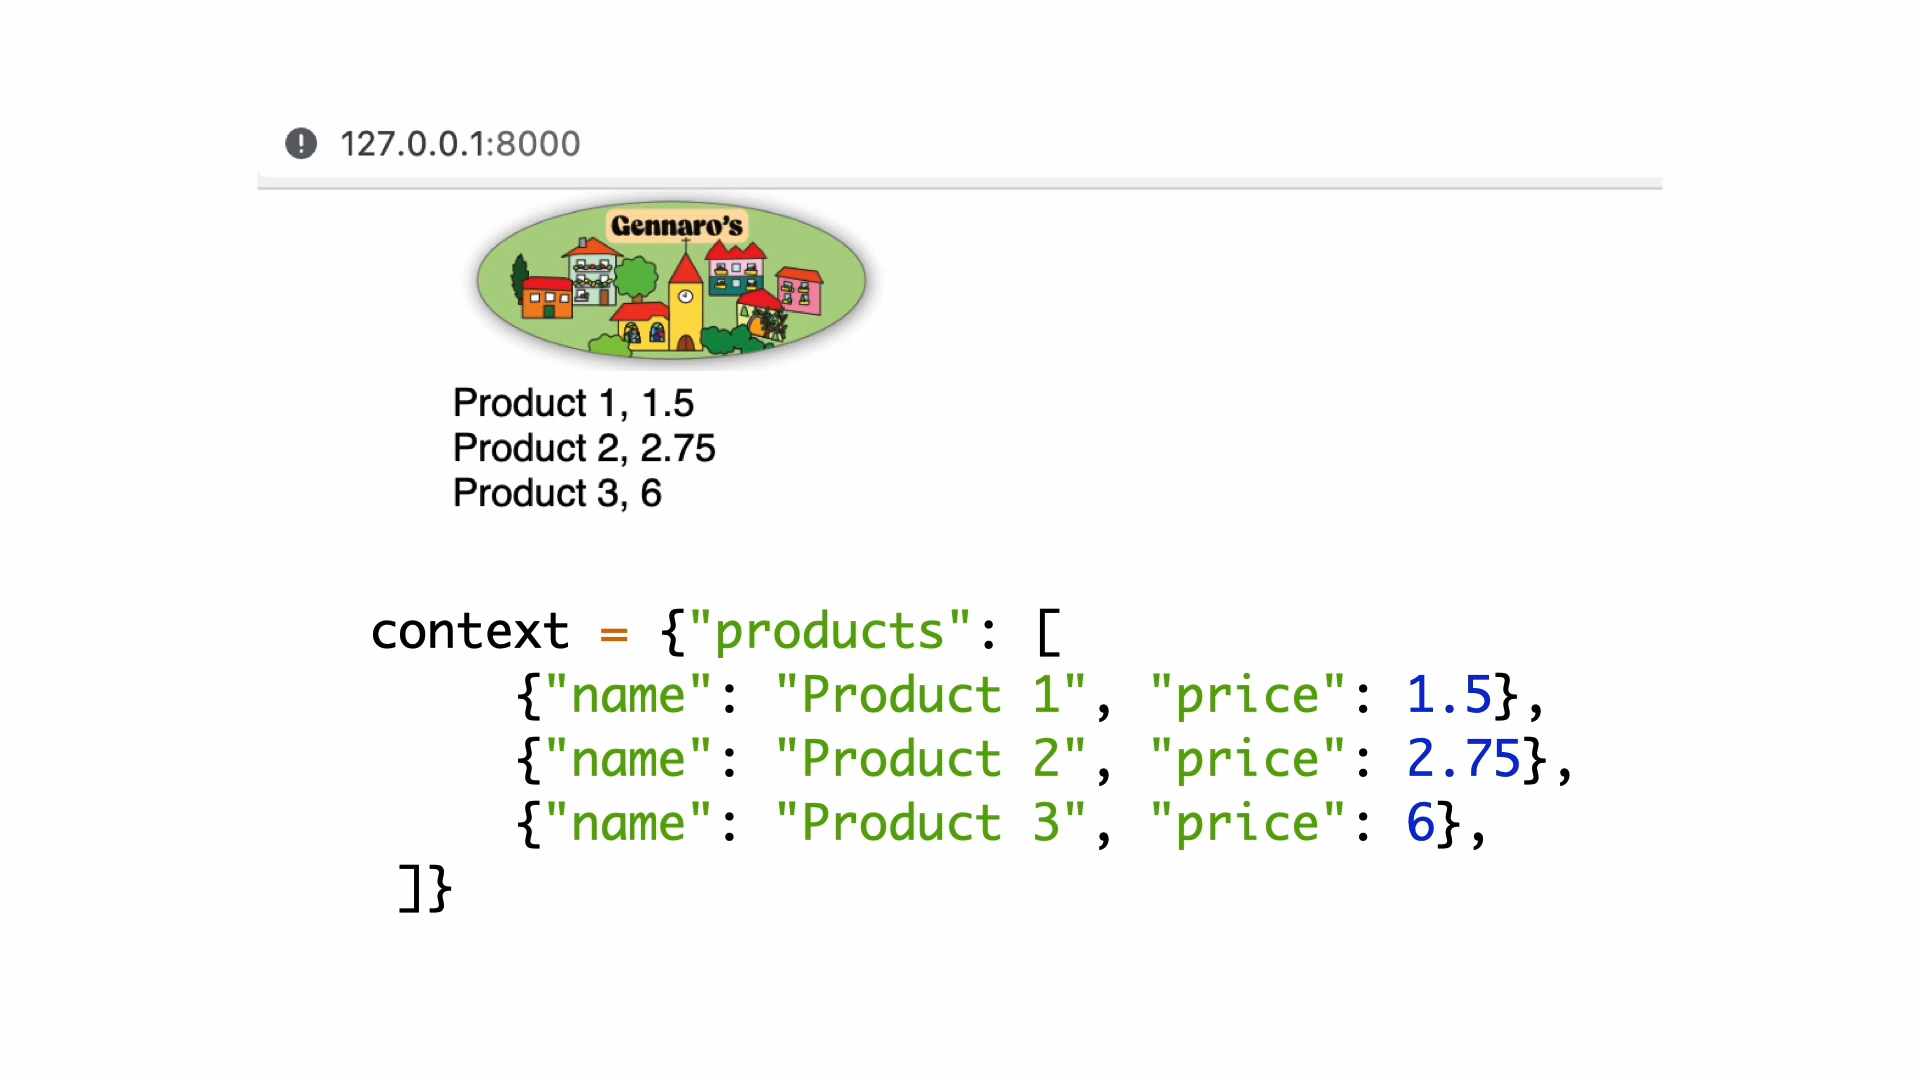 127.0.0.1:8000
Gennaro's
Product 1, 1.5
Product 2, 2.75
Product 3, 6
context = {"products": [
    {"name": "Product 1", "price": 1.5},
    {"name": "Product 2", "price": 2.75},
    {"name": "Product 3", "price": 6},
]}